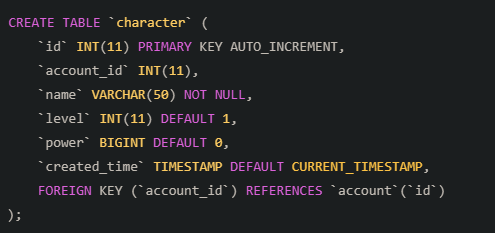 CREATE TABLE `character` (
    `id` INT(11) PRIMARY KEY AUTO_INCREMENT,
    `account_id` INT(11),
    `name` VARCHAR(50) NOT NULL,
    `level` INT(11) DEFAULT 1,
    `power` BIGINT DEFAULT 0,
    `created_time` TIMESTAMP DEFAULT CURRENT_TIMESTAMP,
    FOREIGN KEY (`account_id`) REFERENCES `account`(`id`)
);